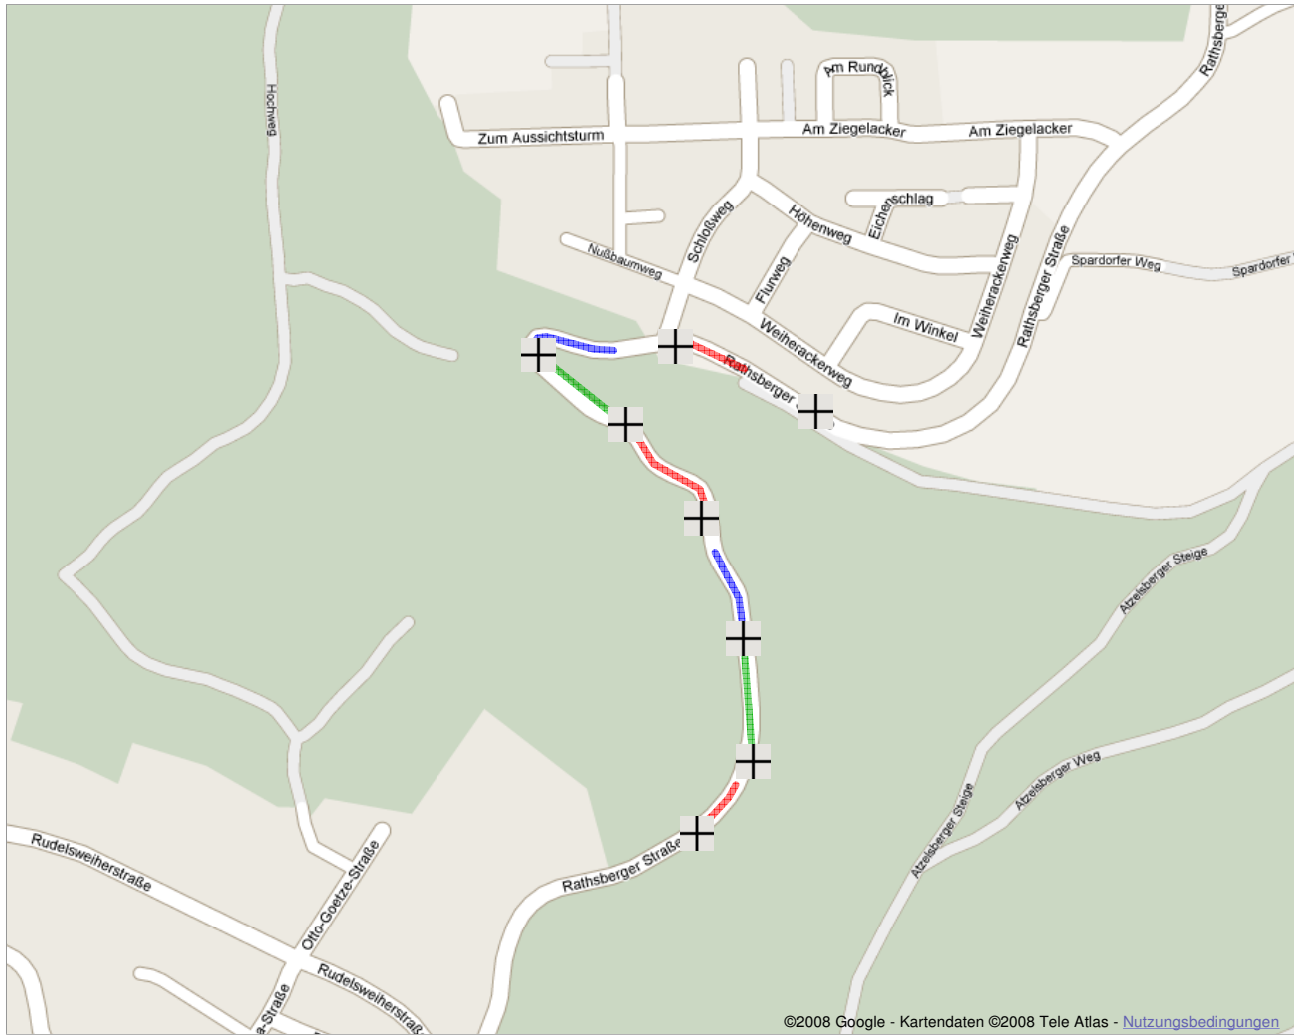 Rathsberge
Am Rundblick
Hochweg
Zum Aussichtsturm
Am Ziegelacker
Am Ziegelacker
Eichenschlag
Schloßweg
Höhenweg
Nußbaumweg
Flurweg
Weiherackerweg
Rathsberger Straße
Spardorfer Weg
Spardorfer
Im Winkel
Weiherackerweg
Rathsberger
Atzelsberger Steige
Atzelsberger Weg
Atzelsberger Steige
Rathsberger Straße
Rudelsweiherstraße
Otto-Goetze-Straße
Rudelsweiherstraße
a-Straße
©2008 Google - Kartendaten ©2008 Tele Atlas - Nutzungsbedingungen